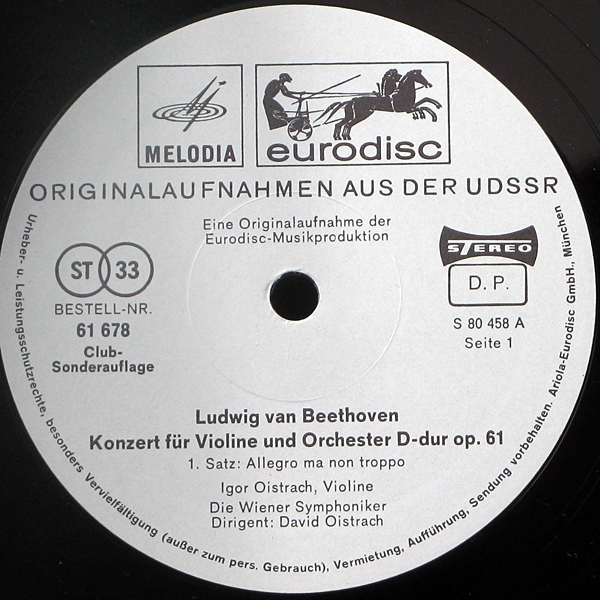 MELODIA
eurodisc
ORIGINALAUFNAHMEN AUS DER UDSSR
Eine Originalaufnahme der
Eurodisc-Musikproduktion
ST 33
BESTELL-NR.
61 678
Club-
Sonderauflage
STEREO
D. P.
S 80 458 A
Seite 1
Ludwig van Beethoven
Konzert für Violine und Orchester D-dur op. 61
1. Satz: Allegro ma non troppo
Igor Oistrach, Violine
Die Wiener Symphoniker
Dirigent: David Oistrach
Urheber- u. Leistungsschutzrechte, besonders Vervielfältigung (außer zum pers. Gebrauch), Vermietung, Aufführung, Sendung vorbehalten. Ariola-Eurodisc GmbH., München